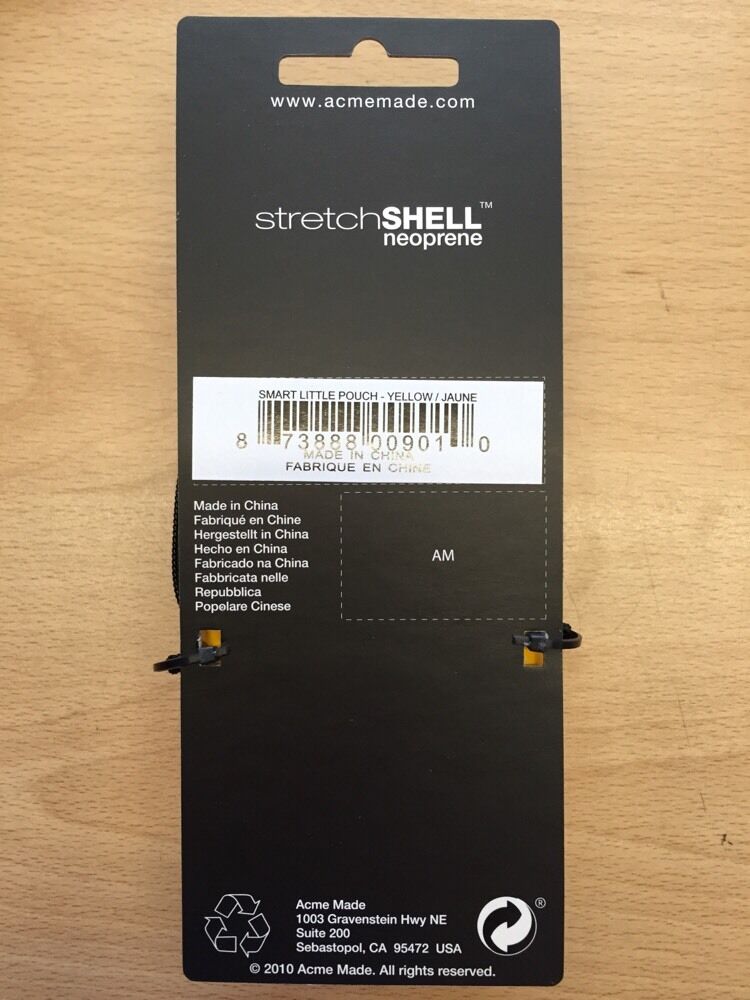 www.acmemade.com
stretchSHELL™
neoprene
SMART LITTLE POUCH - YELLOW / JAUNE
8 73888 00901 0
MADE IN CHINA
FABRIQUE EN CHINE
Made in China
Fabriqué en Chine
Hergestellt in China
Hecho en China
Fabricado na China
Fabbricata nelle
Repubblica
Popelare Cinese
AM
Acme Made
1003 Gravenstein Hwy NE
Suite 200
Sebastopol, CA 95472 USA
®
© 2010 Acme Made. All rights reserved.